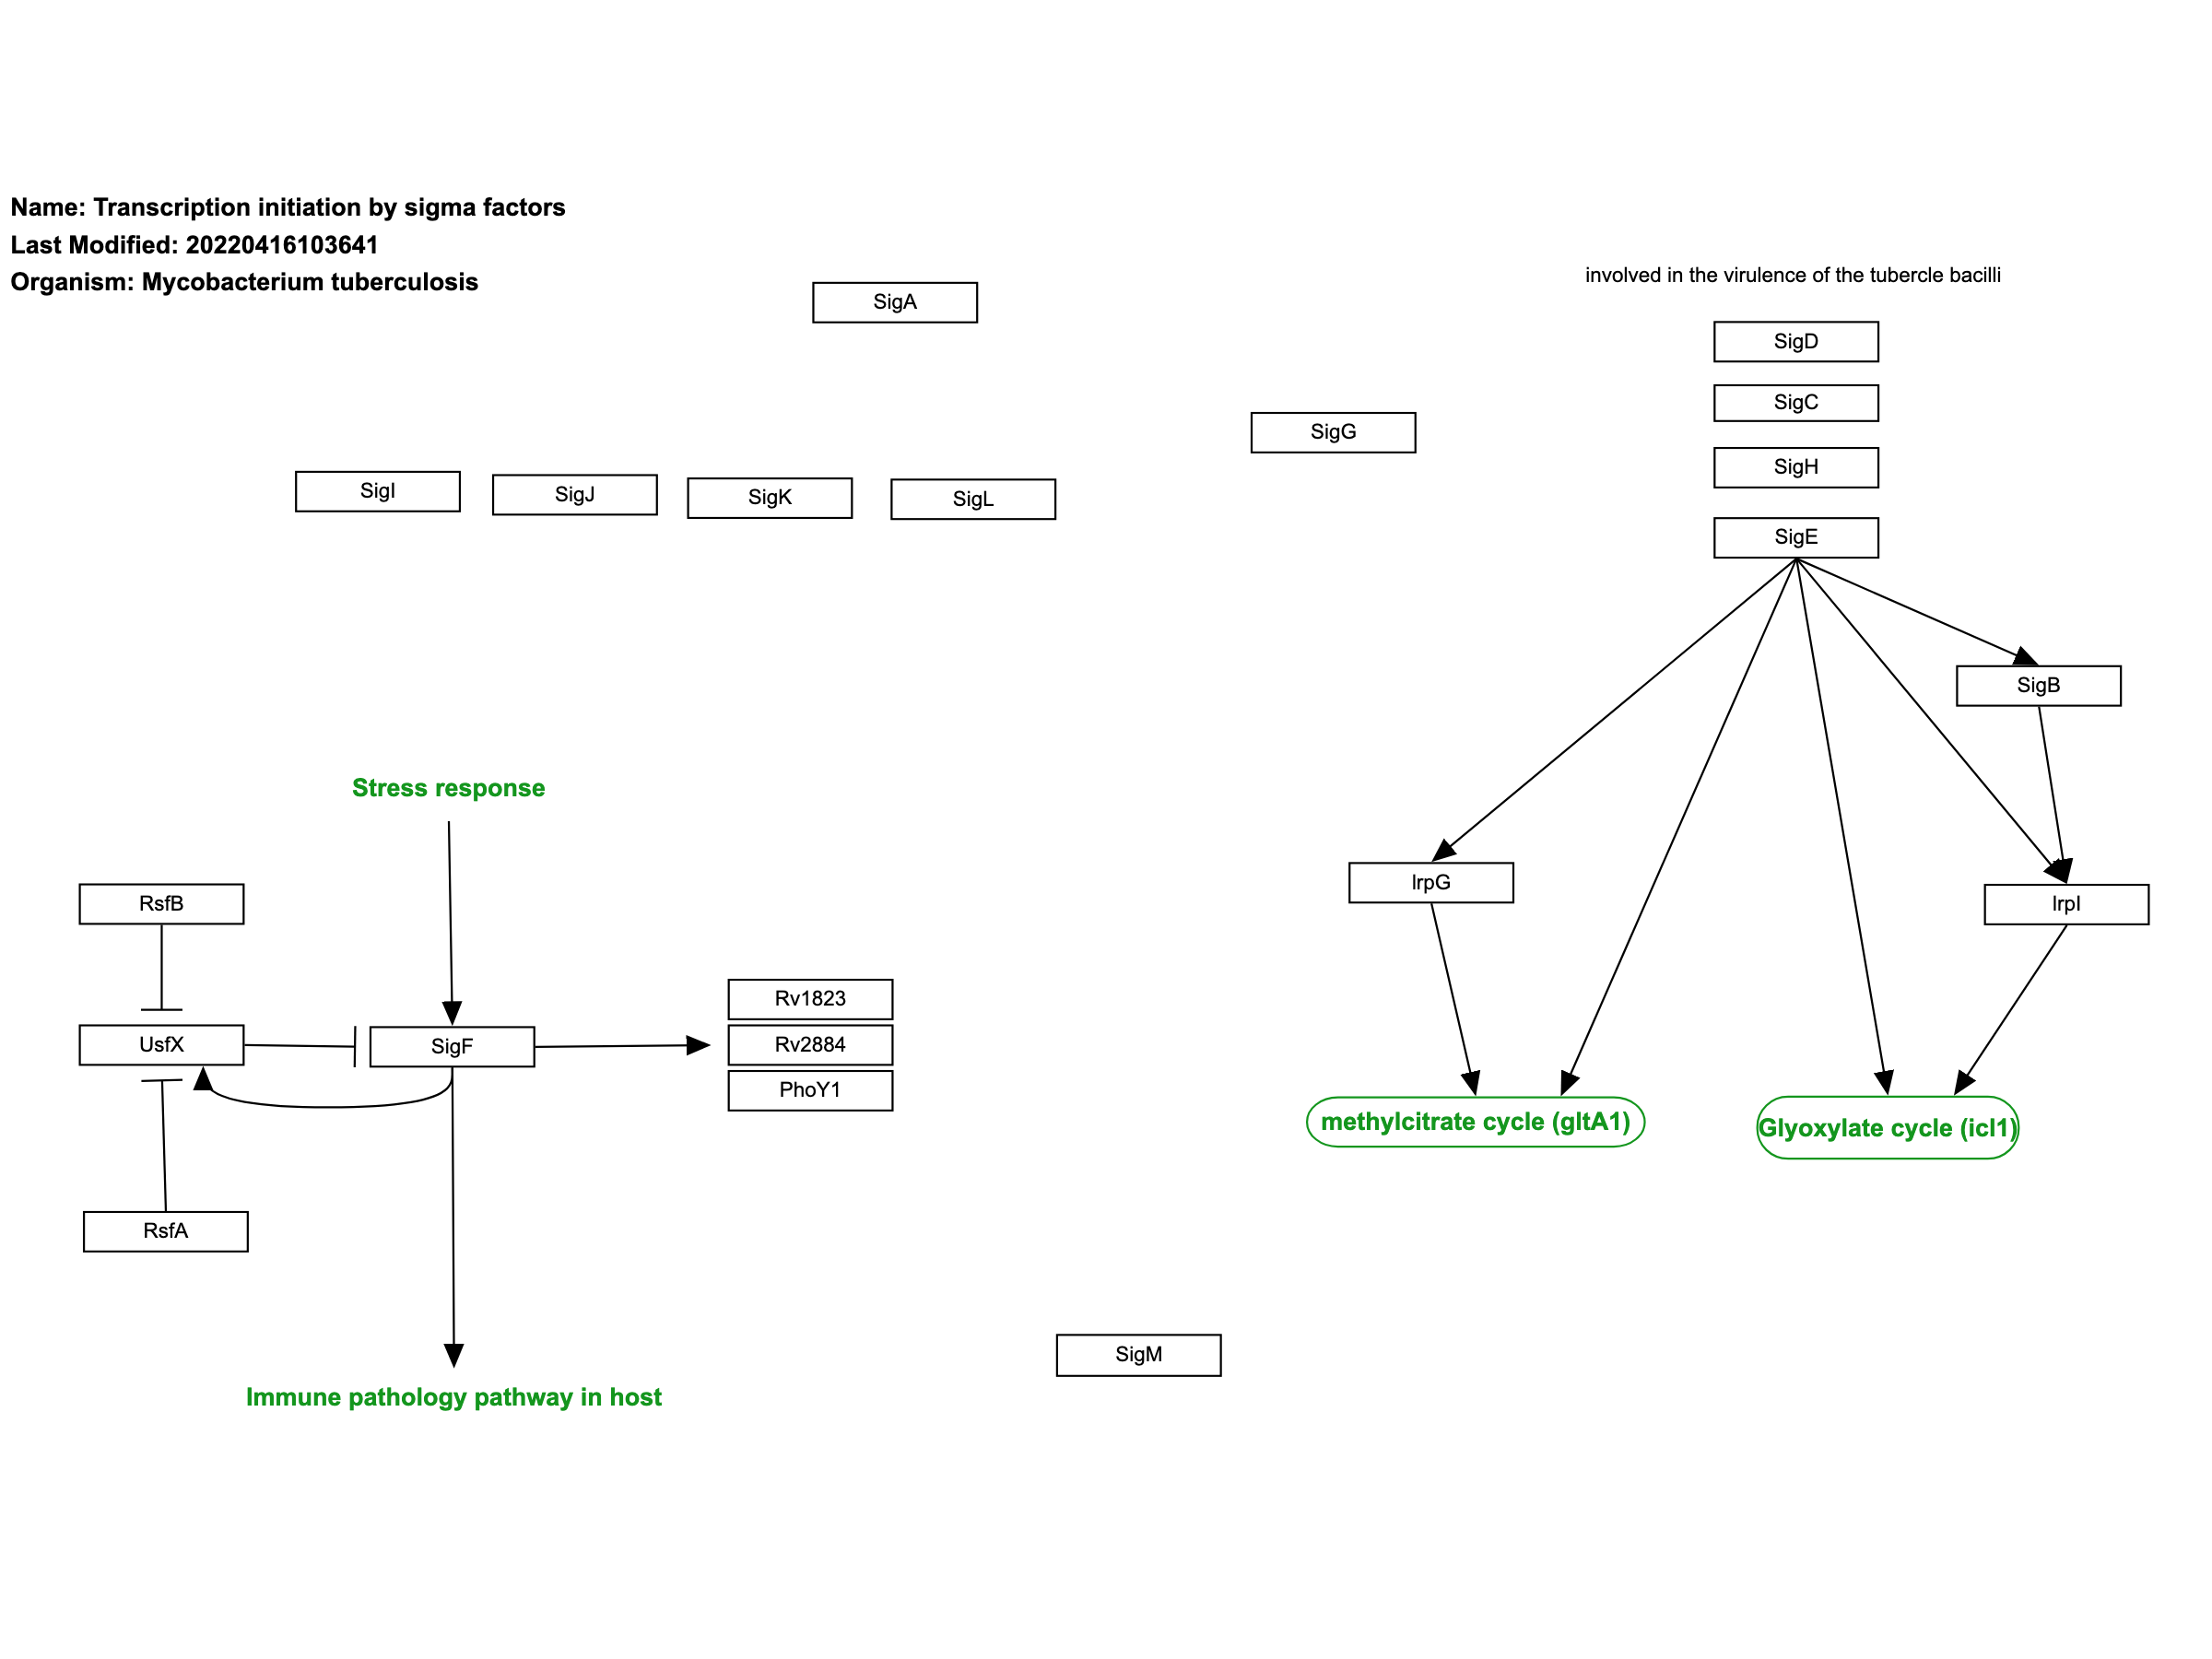 Name: Transcription initiation by sigma factors
Last Modified: 20220416103641
Organism: Mycobacterium tuberculosis
involved in the virulence of the tubercle bacilli
SigA
SigD
SigC
SigG
SigH
SigI
SigJ
SigK
SigL
SigE
SigB
Stress response
lrpG
RsfB
lrpI
Rv1823
UsfX
SigF
Rv2884
PhoY1
methylcitrate cycle (gltA1)
Glyoxylate cycle (icl1)
RsfA
SigM
Immune pathology pathway in host